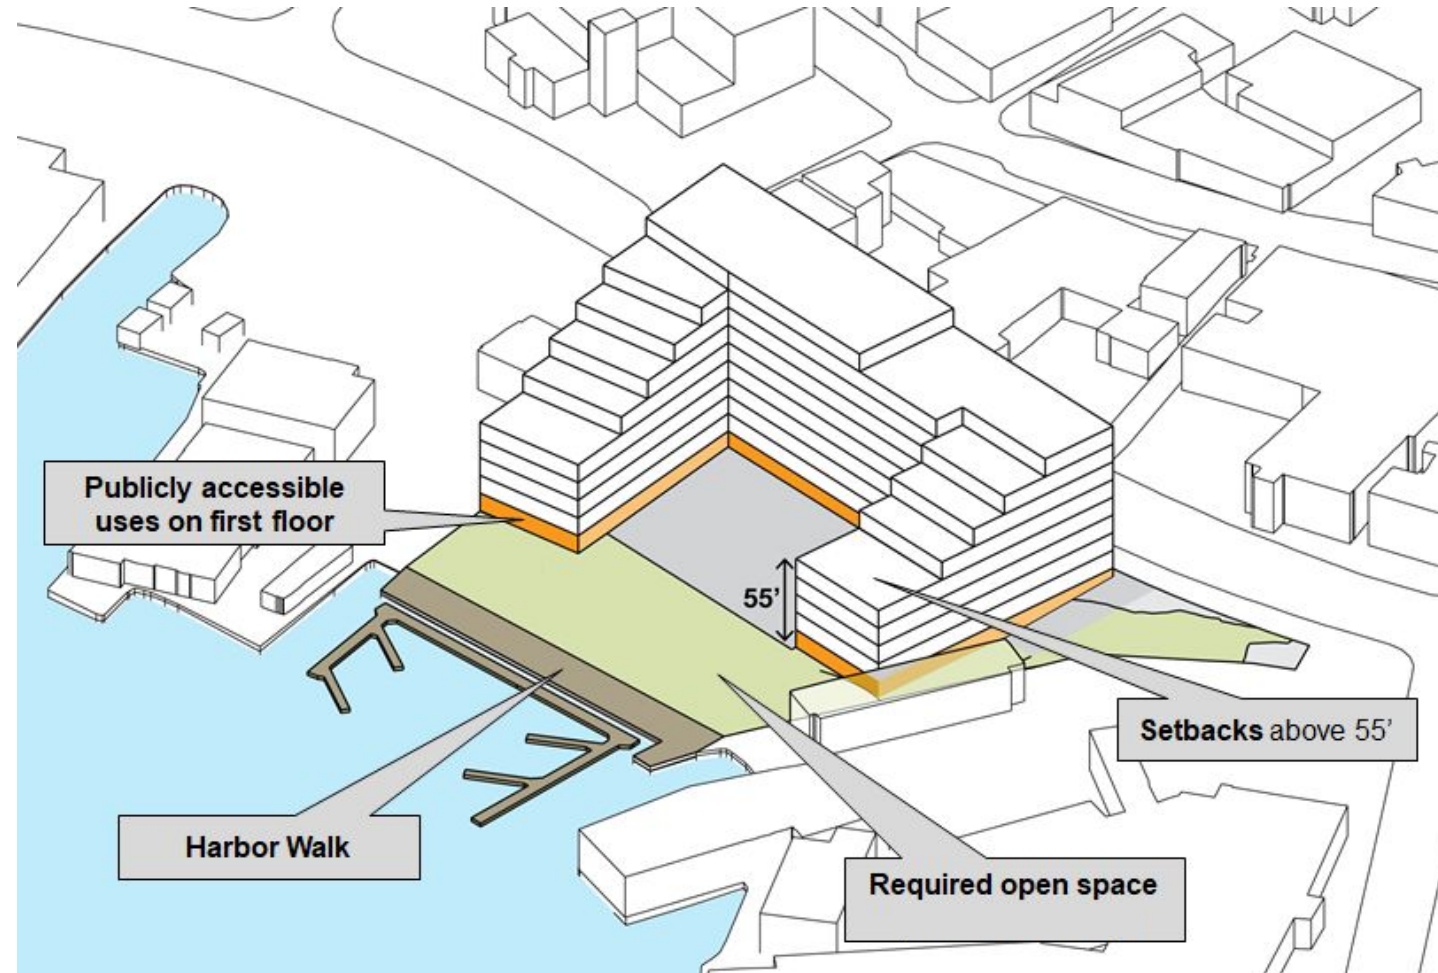 Publicly accessible
uses on first floor
55’
Setbacks above 55’
Harbor Walk
Required open space